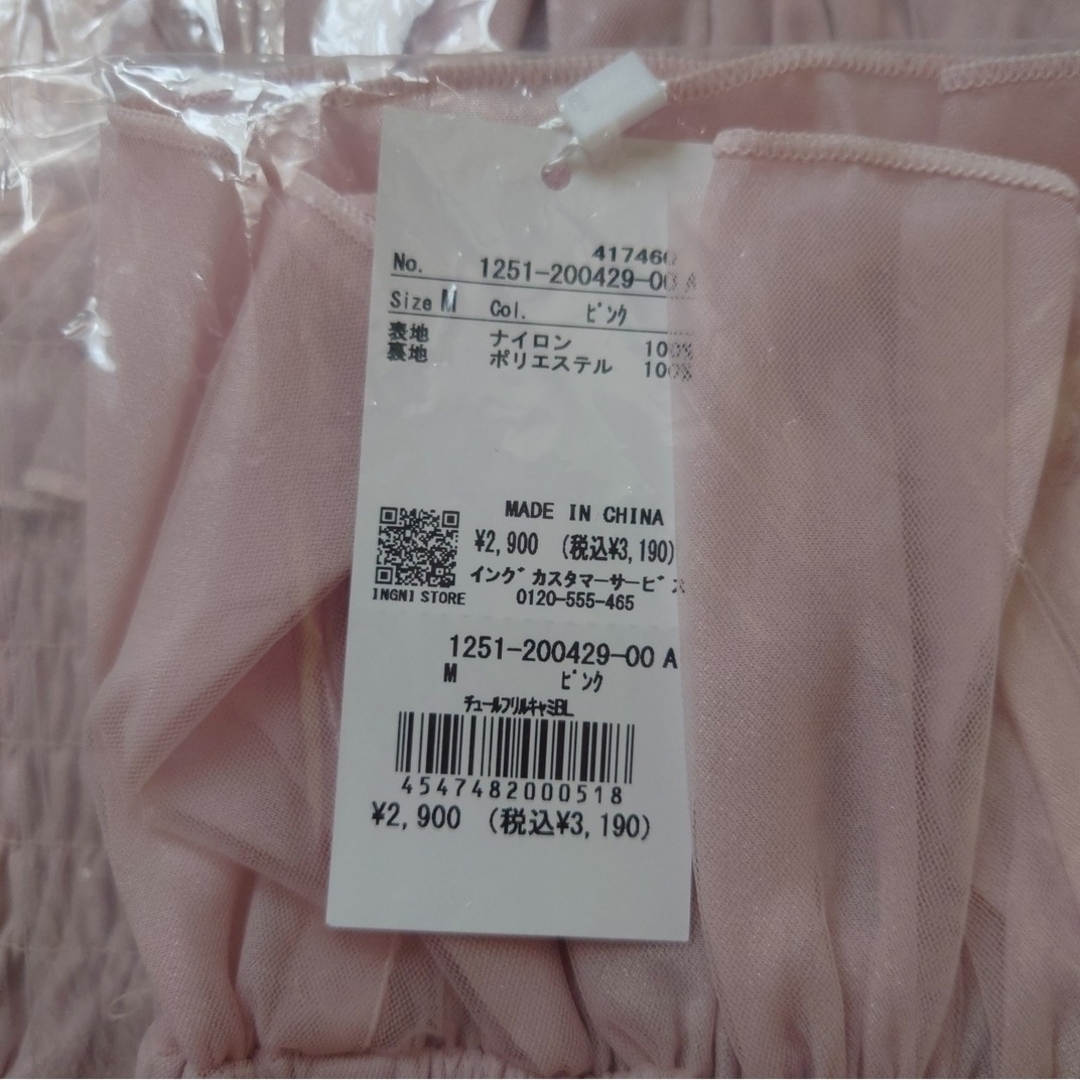 417460
No. 1251-200429-00 A
Size M Col. ピンク
表地 ナイロン 100%
裏地 ポリエステル 100%
MADE IN CHINA
¥2,900 (税込¥3,190)
イング カスタマーサービス
INGNI STORE 0120-555-465
1251-200429-00 A
M ピンク
チュールフリルキャミBL
4547482000518
¥2,900 (税込¥3,190)